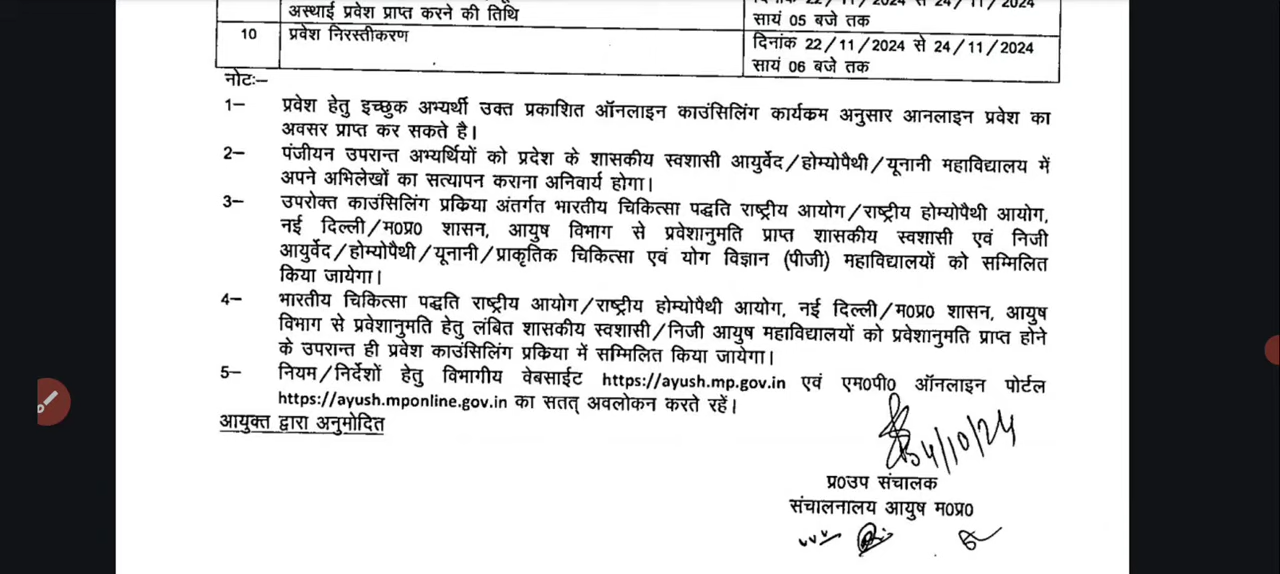 अस्थाई प्रवेश प्राप्त करने की तिथि
दिनांक 22/11/2024 से 24/11/2024
सायं 05 बजे तक
10 प्रवेश निरस्तीकरण
दिनांक 22/11/2024 से 24/11/2024
सायं 06 बजे तक
नोटः–
1– प्रवेश हेतु इच्छुक अभ्यर्थी उक्त प्रकाशित ऑनलाइन काउंसिलिंग कार्यकम अनुसार आनलाइन प्रवेश का
अवसर प्राप्त कर सकते है।
2– पंजीयन उपरान्त अभ्यर्थियों को प्रदेश के शासकीय स्वशासी आयुर्वेद/होम्योपैथी/यूनानी महाविद्यालय में
अपने अभिलेखों का सत्यापन कराना अनिवार्य होगा।
3– उपरोक्त काउंसिलिंग प्रकिया अंतर्गत भारतीय चिकित्सा पद्धति राष्ट्रीय आयोग/राष्ट्रीय होम्योपैथी आयोग,
नई दिल्ली/म0प्र0 शासन, आयुष विभाग से प्रवेशानुमति प्राप्त शासकीय स्वशासी एवं निजी
आयुर्वेद/होम्योपैथी/यूनानी/प्राकृतिक चिकित्सा एवं योग विज्ञान (पीजी) महाविद्यालयों को सम्मिलित
किया जायेगा।
4– भारतीय चिकित्सा पद्धति राष्ट्रीय आयोग/राष्ट्रीय होम्योपैथी आयोग, नई दिल्ली/म0प्र0 शासन, आयुष
विभाग से प्रवेशानुमति हेतु लंबित शासकीय स्वशासी/निजी आयुष महाविद्यालयों को प्रवेशानुमति प्राप्त होने
के उपरान्त ही प्रवेश काउंसिलिंग प्रकिया में सम्मिलित किया जायेगा।
5– नियम/निर्देशों हेतु विभागीय वेबसाईट https://ayush.mp.gov.in एवं एम0पी0 ऑनलाइन पोर्टल
https://ayush.mponline.gov.in का सतत् अवलोकन करते रहें।
आयुक्त द्वारा अनुमोदित
4/10/24
प्र0उप संचालक
संचालनालय आयुष म0प्र0